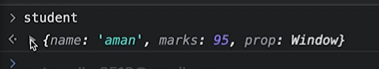 > student
{name: 'aman', marks: 95, prop: Window}
>